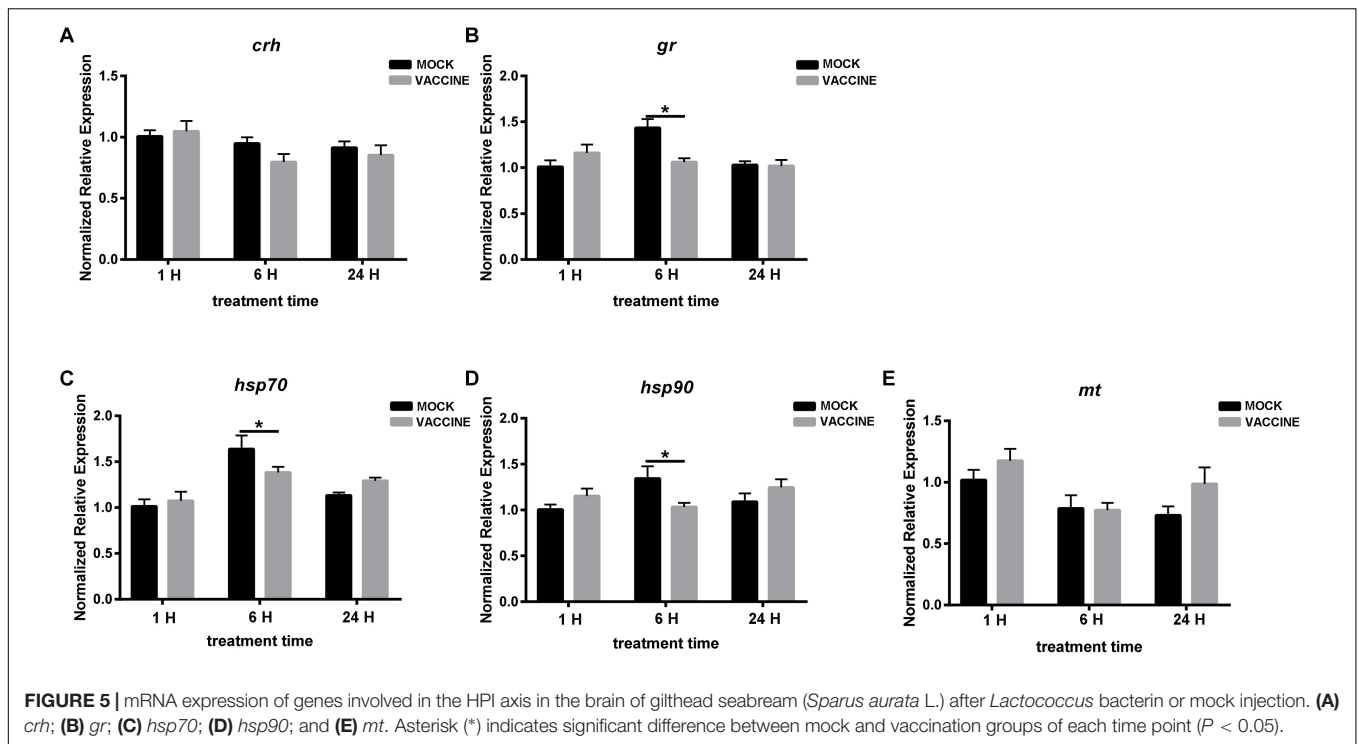 A
crh
MOCK
VACCINE
Normalized Relative Expression
1.5
1.0
0.5
0.0
1 H 6 H 24 H
treatment time
B
gr
MOCK
VACCINE
Normalized Relative Expression
2.0
1.5
1.0
0.5
0.0
*
1 H 6 H 24 H
treatment time
C
hsp70
MOCK
VACCINE
Normalized Relative Expression
2.0
1.5
1.0
0.5
0.0
*
1 H 6 H 24 H
treatment time
D
hsp90
MOCK
VACCINE
Normalized Relative Expression
2.0
1.5
1.0
0.5
0.0
*
1 H 6 H 24 H
treatment time
E
mt
MOCK
VACCINE
Normalized Relative Expression
1.5
1.0
0.5
0.0
1 H 6 H 24 H
treatment time
FIGURE 5 | mRNA expression of genes involved in the HPI axis in the brain of gilthead seabream (Sparus aurata L.) after Lactococcus bacterin or mock injection. (A)
crh; (B) gr; (C) hsp70; (D) hsp90; and (E) mt. Asterisk (*) indicates significant difference between mock and vaccination groups of each time point (P < 0.05).